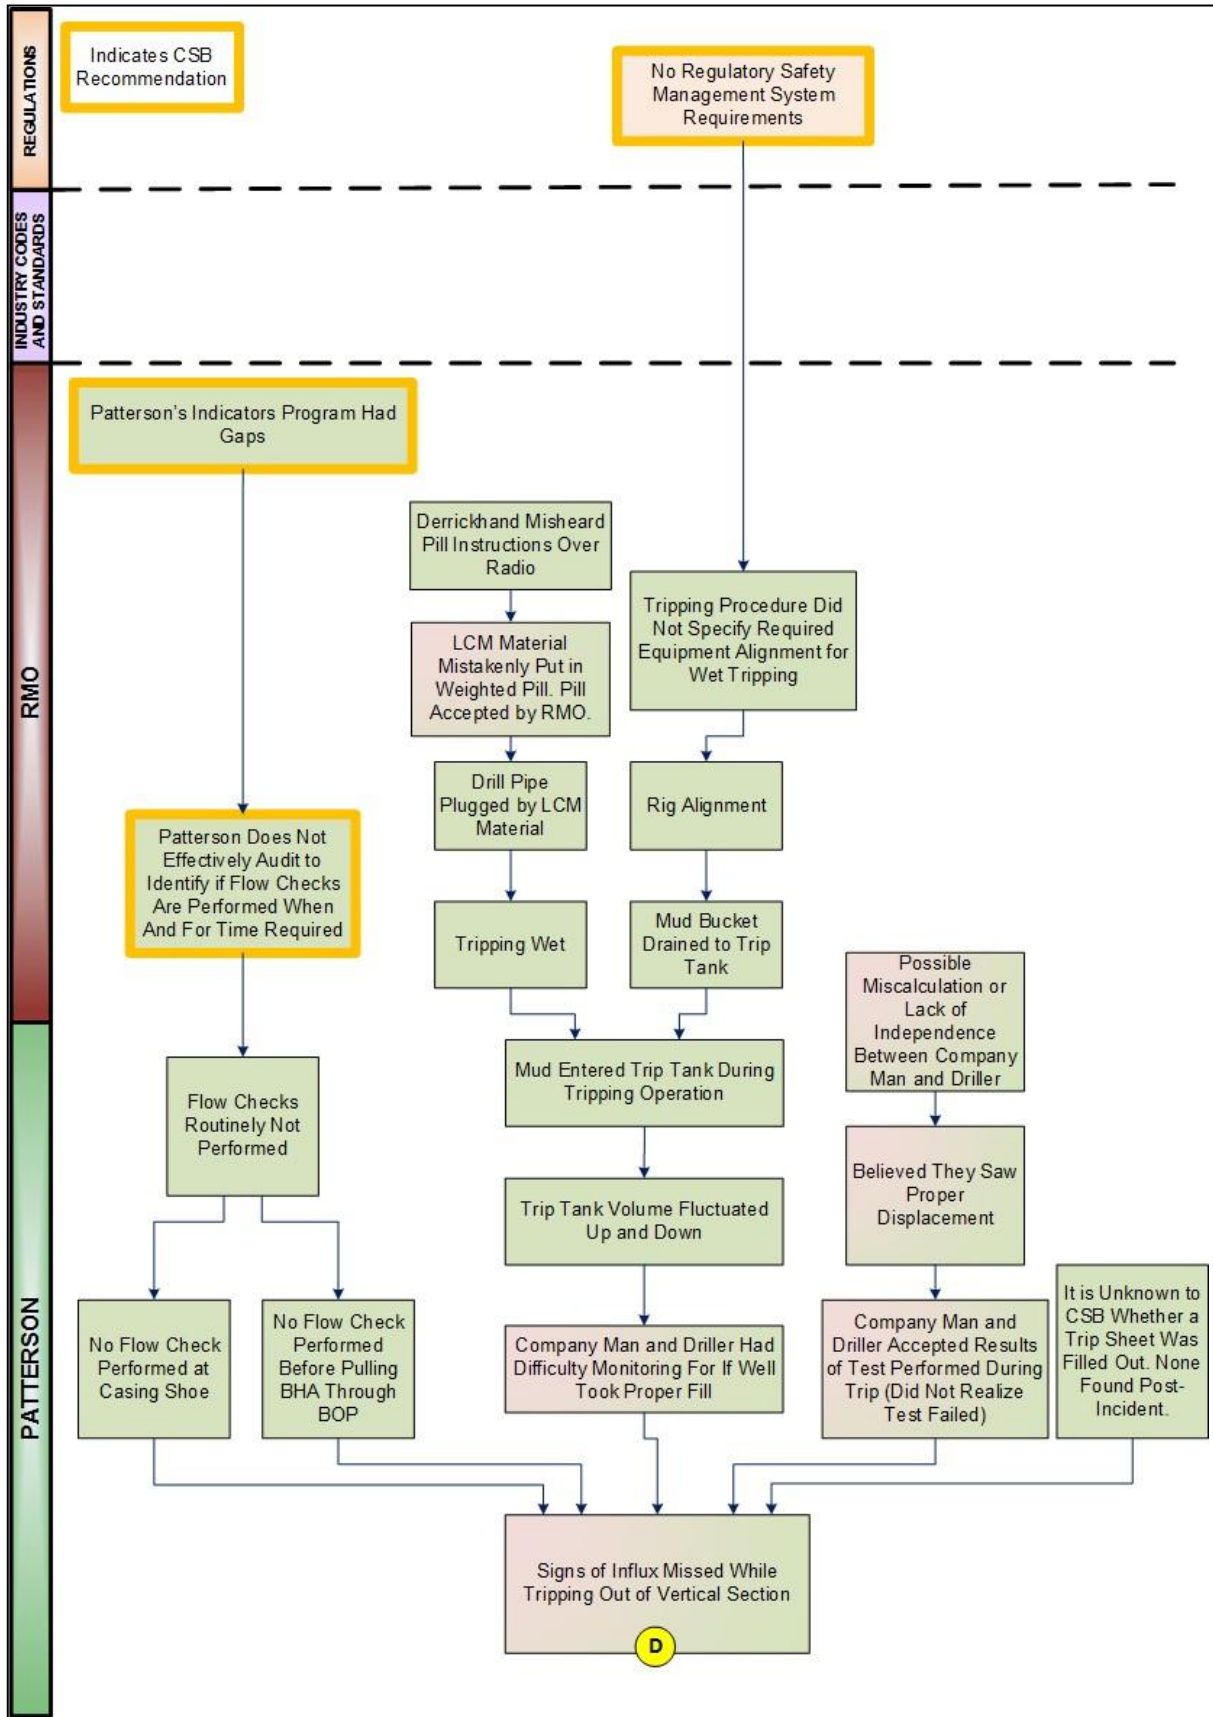 REGULATIONS
Indicates CSB
Recommendation
No Regulatory Safety
Management System
Requirements
INDUSTRY CODES
AND STANDARDS
RMO
Patterson's Indicators Program Had
Gaps
Derrickhand Misheard
Pill Instructions Over
Radio
Tripping Procedure Did
Not Specify Required
Equipment Alignment for
Wet Tripping
LCM Material
Mistakenly Put in
Weighted Pill. Pill
Accepted by RMO.
Drill Pipe
Plugged by LCM
Material
Rig Alignment
Patterson Does Not
Effectively Audit to
Identify if Flow Checks
Are Performed When
And For Time Required
Tripping Wet
Mud Bucket
Drained to Trip
Tank
Possible
Miscalculation or
Lack of
Independence
Between Company
Man and Driller
PATTERSON
Flow Checks
Routinely Not
Performed
Mud Entered Trip Tank During
Tripping Operation
Believed They Saw
Proper
Displacement
Trip Tank Volume Fluctuated
Up and Down
No Flow Check
Performed at
Casing Shoe
No Flow Check
Performed
Before Pulling
BHA Through
BOP
Company Man and Driller Had
Difficulty Monitoring For If Well
Took Proper Fill
Company Man and
Driller Accepted Results
of Test Performed During
Trip (Did Not Realize
Test Failed)
It is Unknown to
CSB Whether a
Trip Sheet Was
Filled Out. None
Found Post-
Incident.
Signs of Influx Missed While
Tripping Out of Vertical Section
D